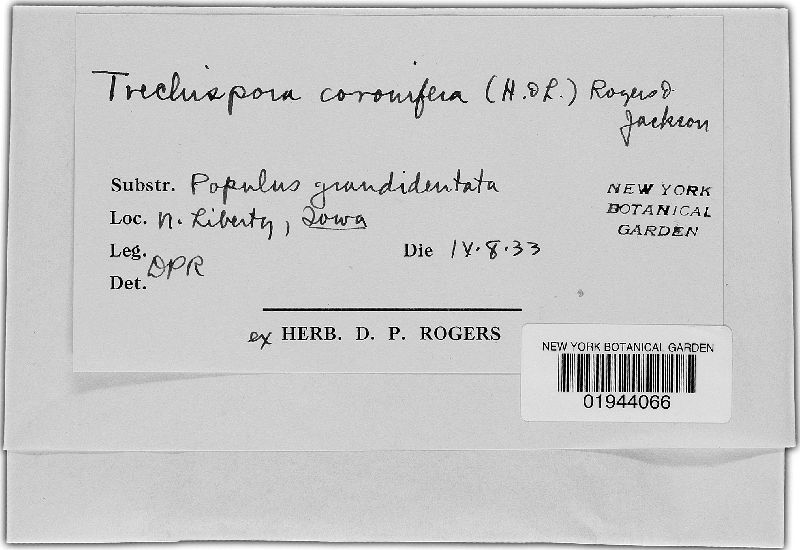 Trechispora coronifera (H. & L.) Rogers &
Jackson
Substr. Populus grandidentata
Loc. N. Liberty, Iowa
Leg.
Det. DPR
Die IV.8.33
NEW YORK
BOTANICAL
GARDEN
ex HERB. D. P. ROGERS
NEW YORK BOTANICAL GARDEN
01944066